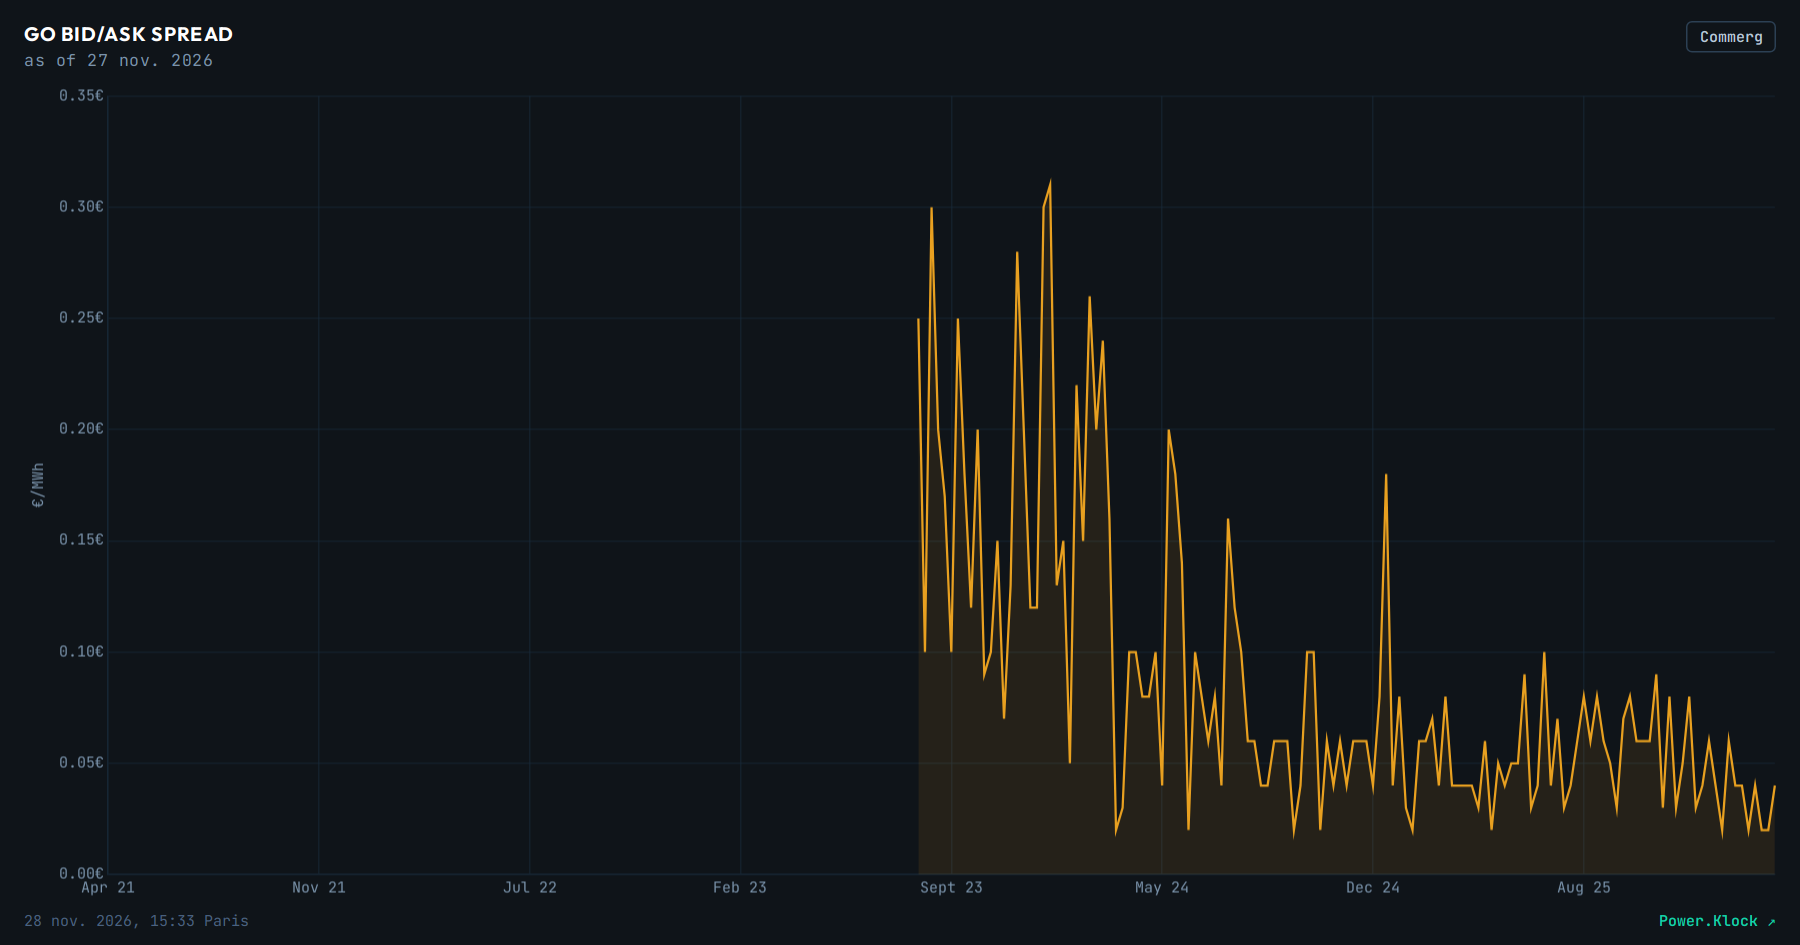 GO BID/ASK SPREAD
as of 27 nov. 2026
Commerg
0.35€
0.30€
0.25€
0.20€
€/MWh
0.15€
0.10€
0.05€
0.00€
Apr 21 Nov 21 Jul 22 Feb 23 Sept 23 May 24 Dec 24 Aug 25
28 nov. 2026, 15:33 Paris
Power.Klock ↗